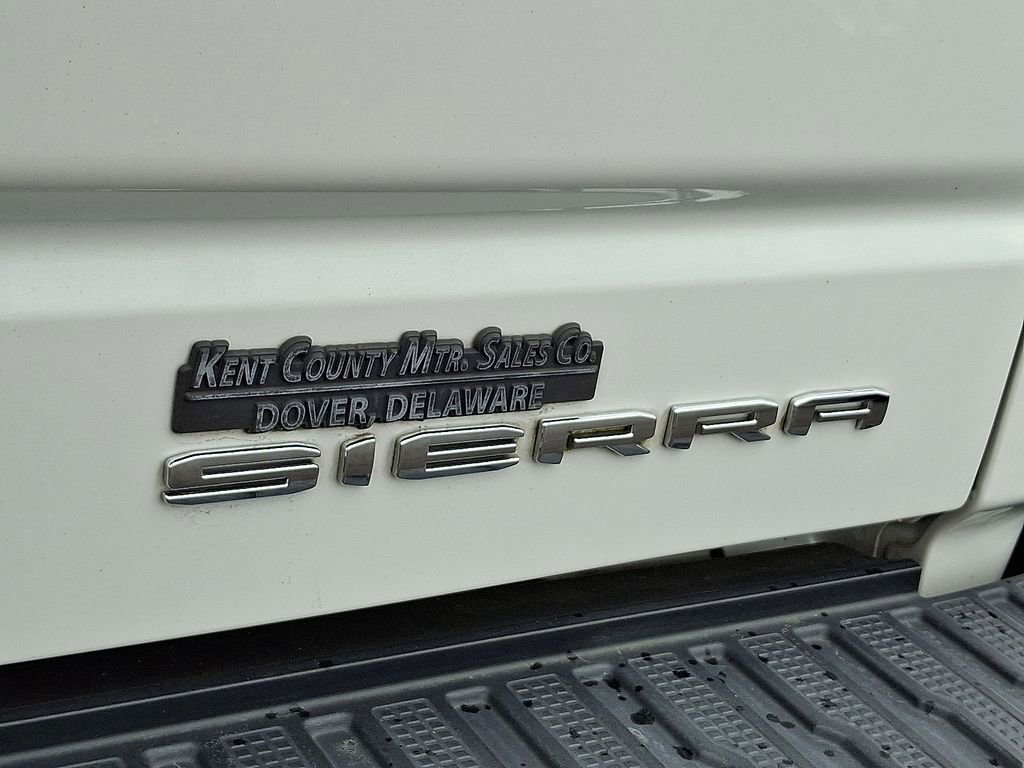 KENT COUNTY MTR. SALES CO.
DOVER, DELAWARE
SIERRA